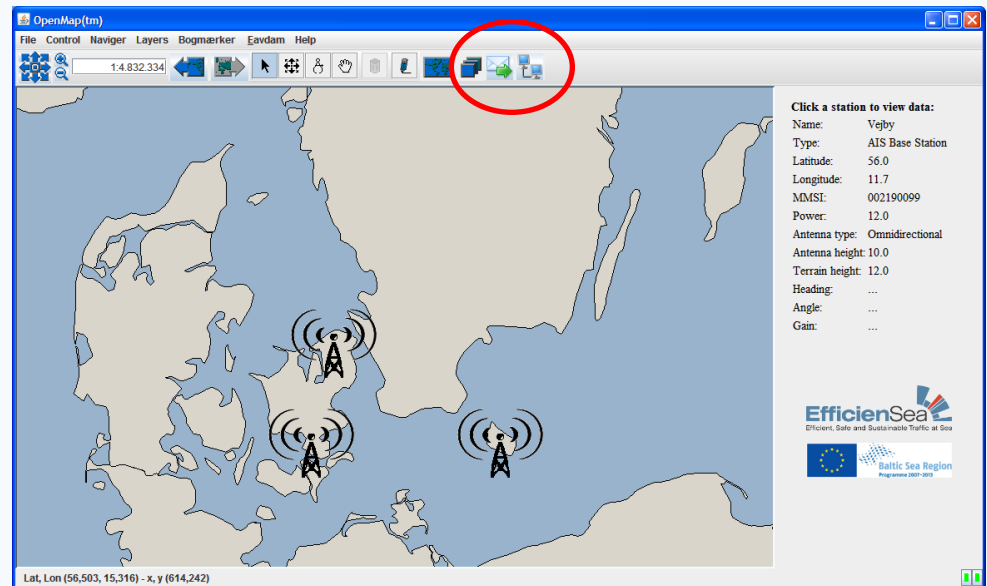 OpenMap(tm)
File Control Naviger Layers Bogmærker Eavdam Help
1:4.832.334
Click a station to view data:
Name: Vejby
Type: AIS Base Station
Latitude: 56.0
Longitude: 11.7
MMSI: 002190099
Power: 12.0
Antenna type: Omnidirectional
Antenna height: 10.0
Terrain height: 12.0
Heading: ...
Angle: ...
Gain: ...
EfficienSea
Efficient, Safe and Sustainable Traffic at Sea
Baltic Sea Region
Programme 2007-2013
Lat, Lon (56,503, 15,316) - x, y (614,242)